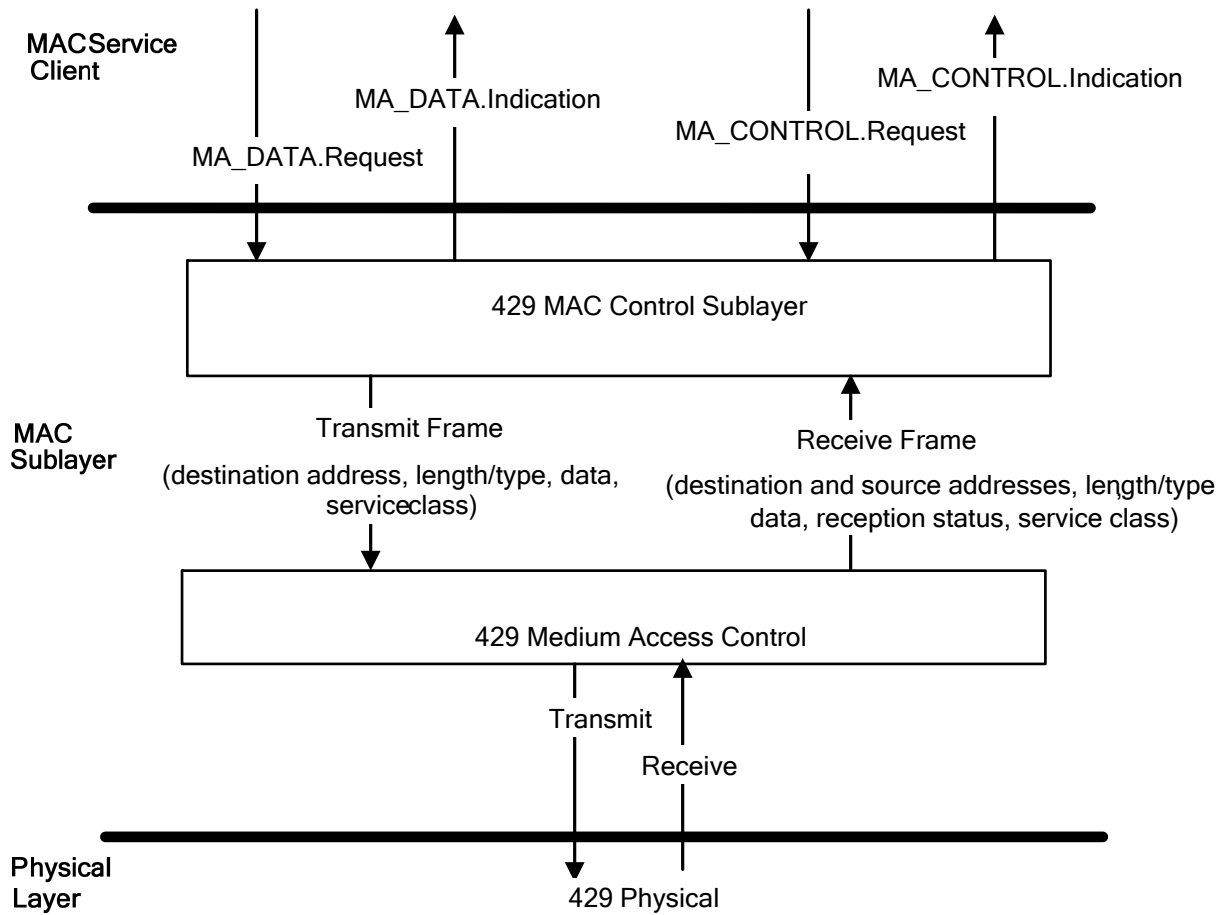 MACService
Client
MA_DATA.Indication
MA_CONTROL.Indication
MA_DATA.Request
MA_CONTROL.Request
429 MAC Control Sublayer
MAC
Sublayer
Transmit Frame
(destination address, length/type, data,
serviceclass)
Receive Frame
(destination and source addresses, length/type,
data, reception status, service class)
429 Medium Access Control
Transmit
Receive
Physical
Layer
429 Physical